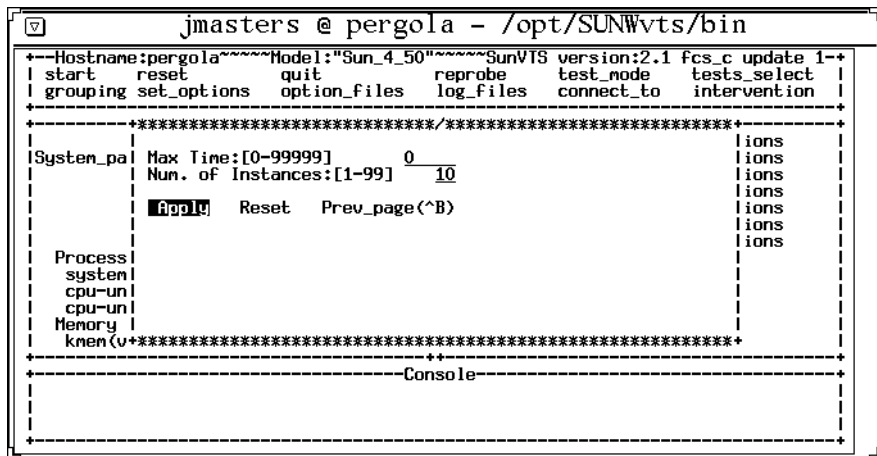 jmasters @ pergola - /opt/SUNWvts/bin
+--Hostname:pergola~~~~~Model:"Sun_4_50"~~~~~SunVTS version:2.1 fcs_c update 1-+
start reset quit reprobe test_mode tests_select
grouping set_options option_files log_files connect_to intervention
ions
System_pa Max Time:[0-99999] 0 ions
Num. of Instances:[1-99] 10 ions
ions
Apply Reset Prev_page(^B) ions
ions
ions
Process
system
cpu-un
cpu-un
Memory
kmem(v
Console